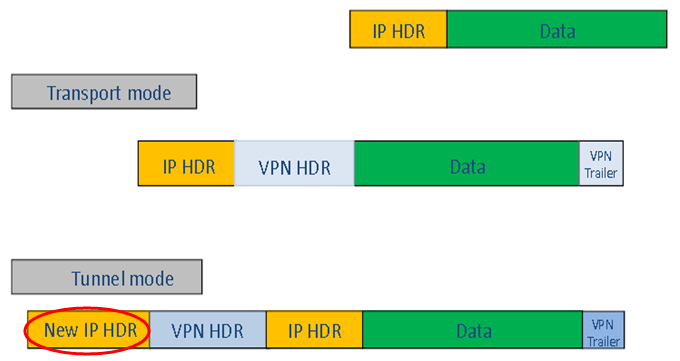 IP HDR Data
Transport mode
IP HDR VPN HDR Data VPN
Trailer
Tunnel mode
New IP HDR VPN HDR IP HDR Data VPN
Trailer